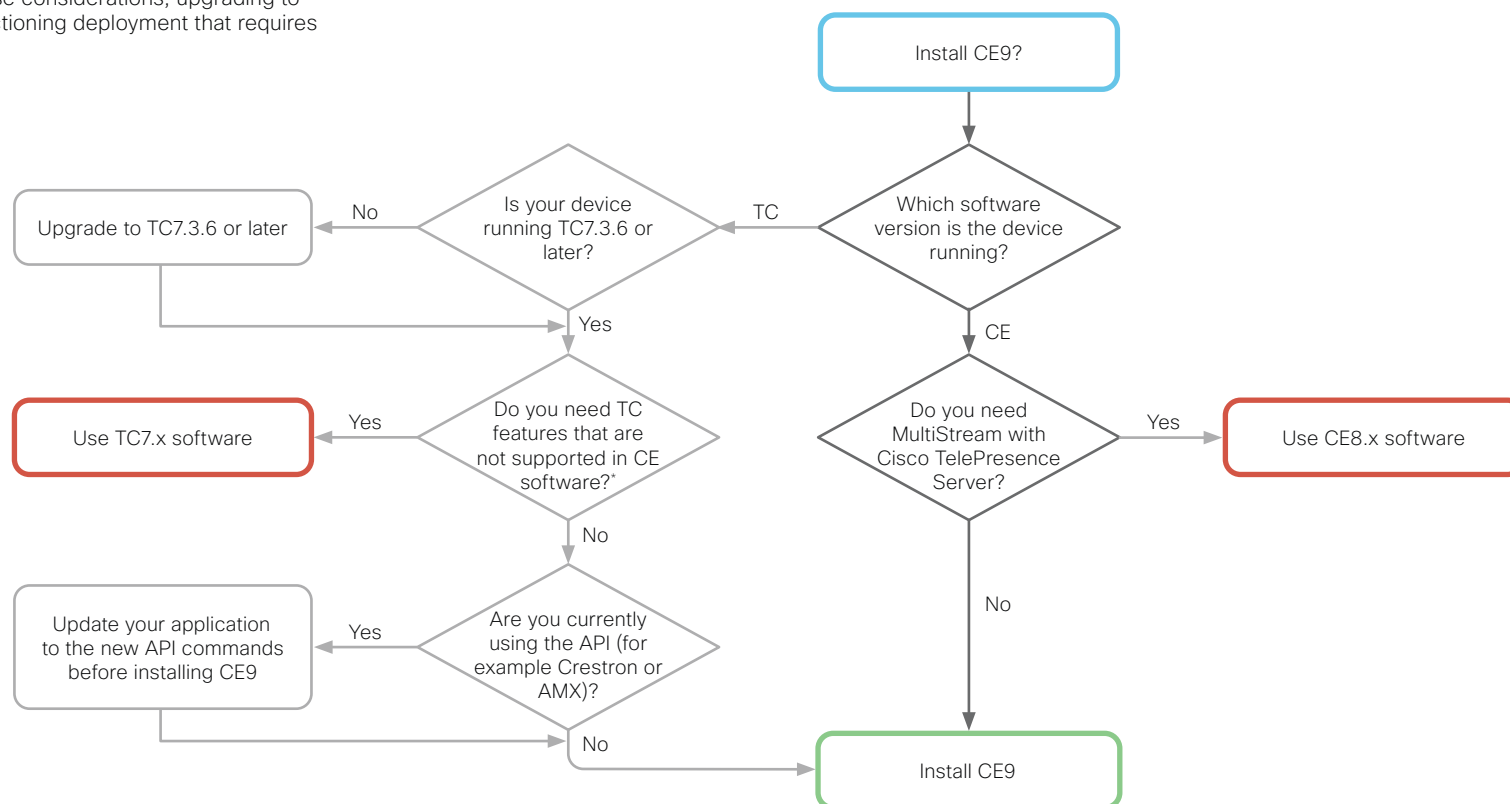 se considerations, upgrading to
ctioning deployment that requires
Install CE9?
Which software
version is the device
running?
TC
Is your device
running TC7.3.6 or
later?
No
Upgrade to TC7.3.6 or later
Yes
CE
Do you need TC
features that are
not supported in CE
software?*
Yes
Use TC7.x software
Do you need
MultiStream with
Cisco TelePresence
Server?
Yes
Use CE8.x software
No
Are you currently
using the API (for
example Crestron or
AMX)?
Yes
Update your application
to the new API commands
before installing CE9
No
No
Install CE9